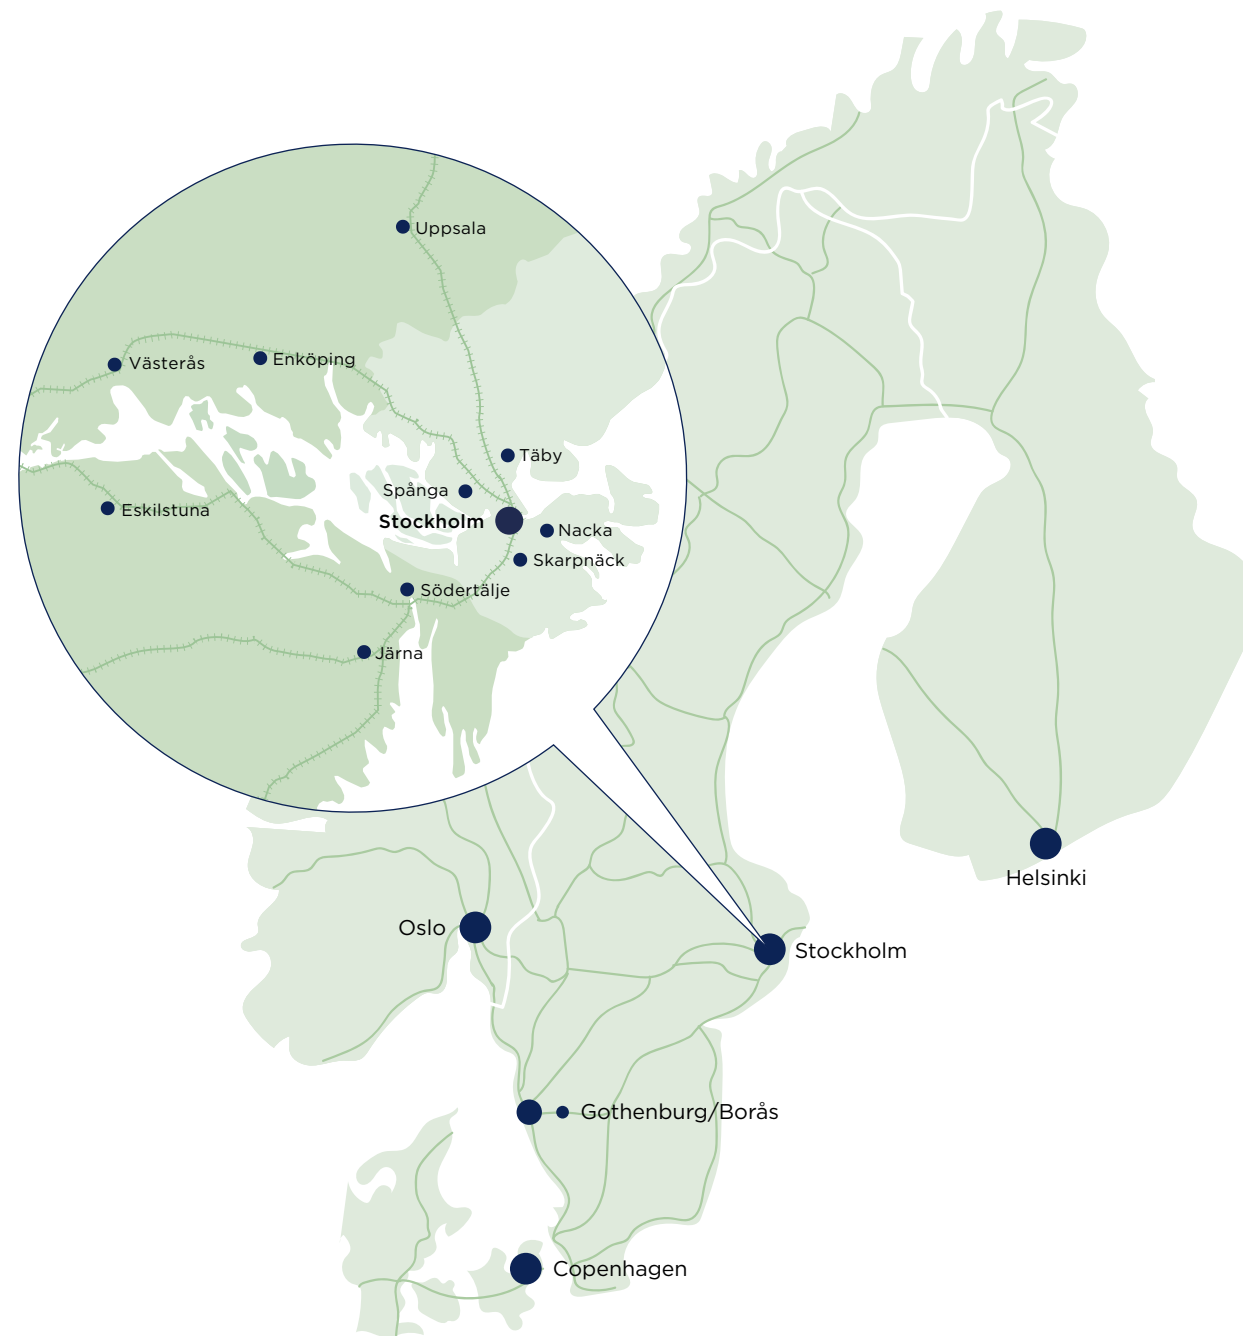 Uppsala
Västerås
Enköping
Täby
Spånga
Eskilstuna
Stockholm
Nacka
Skarpnäck
Södertälje
Järna
Helsinki
Oslo
Stockholm
Gothenburg/Borås
Copenhagen